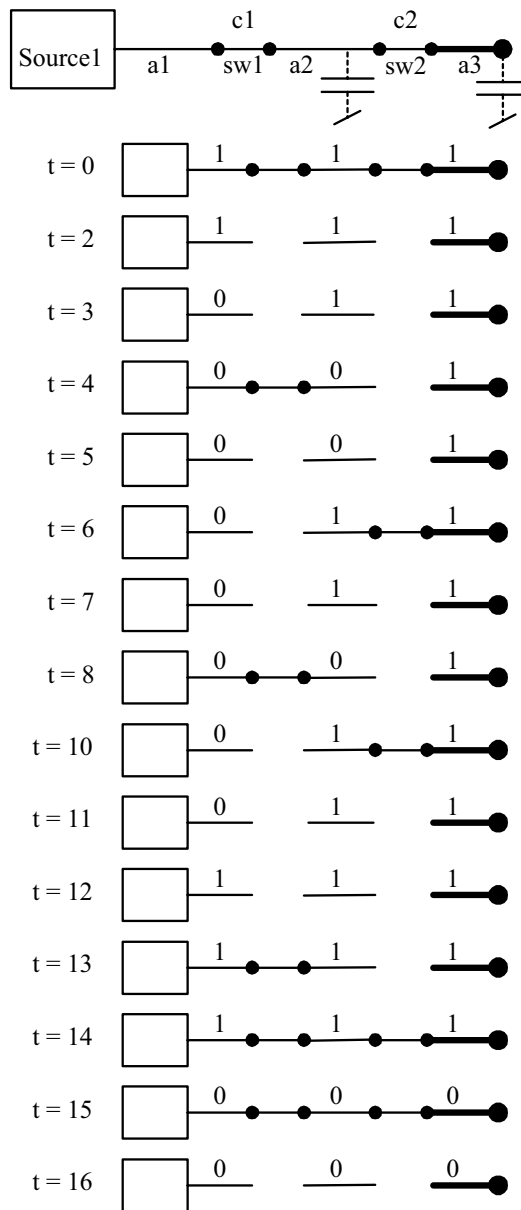 c1 c2
Source1
a1 sw1 a2 sw2 a3
t = 0 1 1 1
t = 2 1 1 1
t = 3 0 1 1
t = 4 0 0 1
t = 5 0 0 1
t = 6 0 1 1
t = 7 0 1 1
t = 8 0 0 1
t = 10 0 1 1
t = 11 0 1 1
t = 12 1 1 1
t = 13 1 1 1
t = 14 1 1 1
t = 15 0 0 0
t = 16 0 0 0